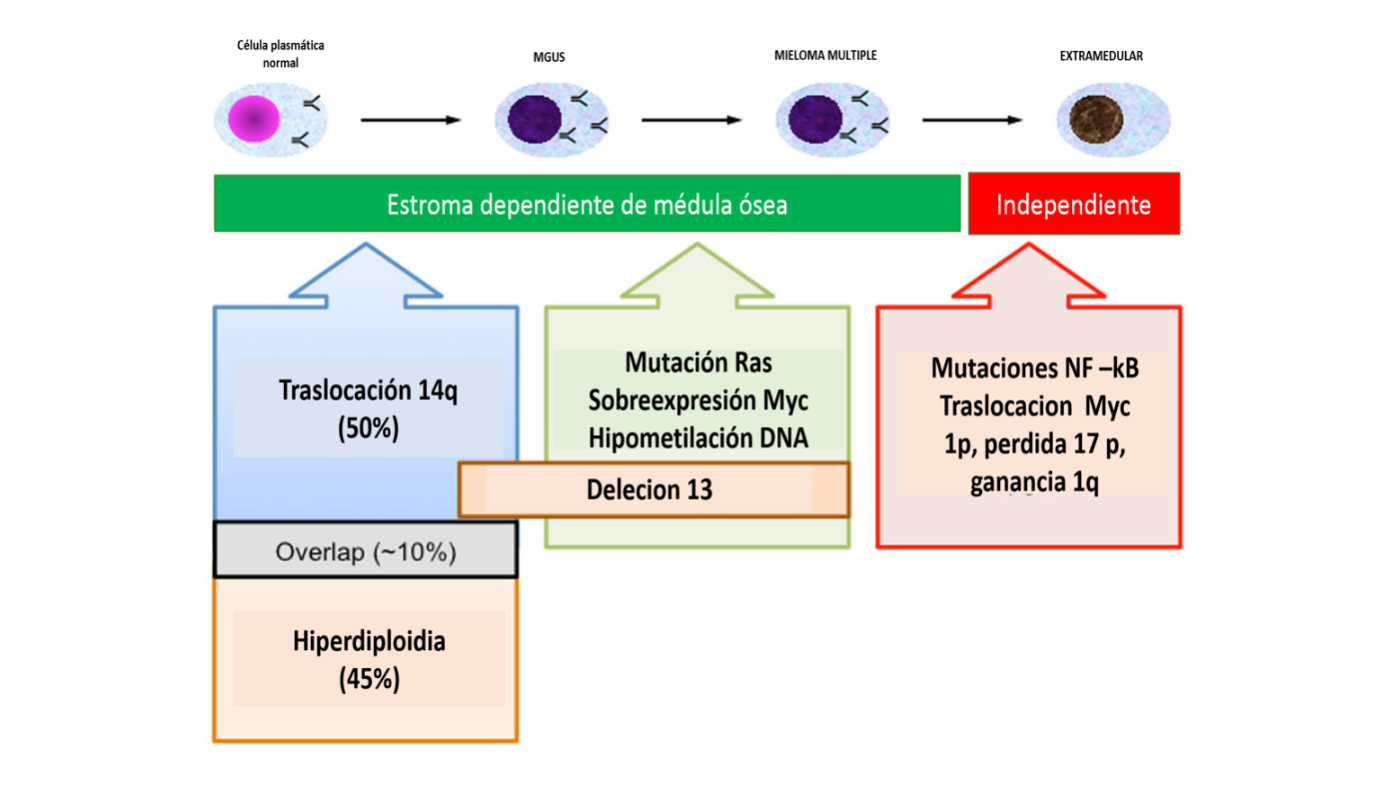 Célula plasmática
normal
MGUS
MIELOMA MULTIPLE
EXTRAMEDULAR
Estroma dependiente de médula ósea
Independiente
Traslocación 14q
(50%)
Mutación Ras
Sobreexpresión Myc
Hipometilación DNA
Delecion 13
Mutaciones NF –kB
Traslocacion Myc
1p, perdida 17 p,
ganancia 1q
Overlap (~10%)
Hiperdiploidia
(45%)